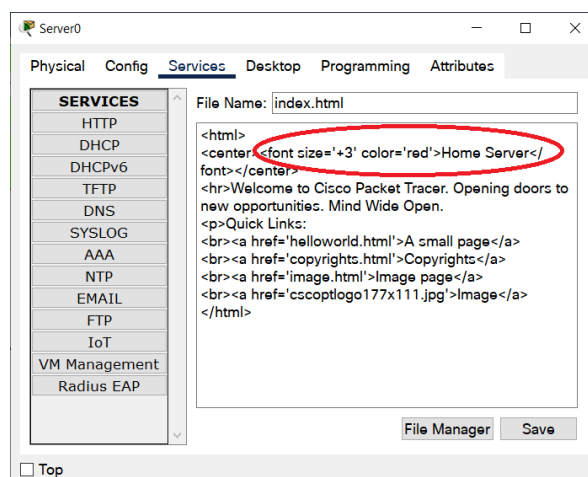 Server0
Physical Config Services Desktop Programming Attributes
SERVICES
HTTP
DHCP
DHCPv6
TFTP
DNS
SYSLOG
AAA
NTP
EMAIL
FTP
IoT
VM Management
Radius EAP
File Name: index.html
<html>
<center><font size='+3' color='red'>Home Server</
font></center>
<hr>Welcome to Cisco Packet Tracer. Opening doors to
new opportunities. Mind Wide Open.
<p>Quick Links:
<br><a href='helloworld.html'>A small page</a>
<br><a href='copyrights.html'>Copyrights</a>
<br><a href='image.html'>Image page</a>
<br><a href='cscoptlogo177x111.jpg'>Image</a>
</html>
File Manager Save
Top